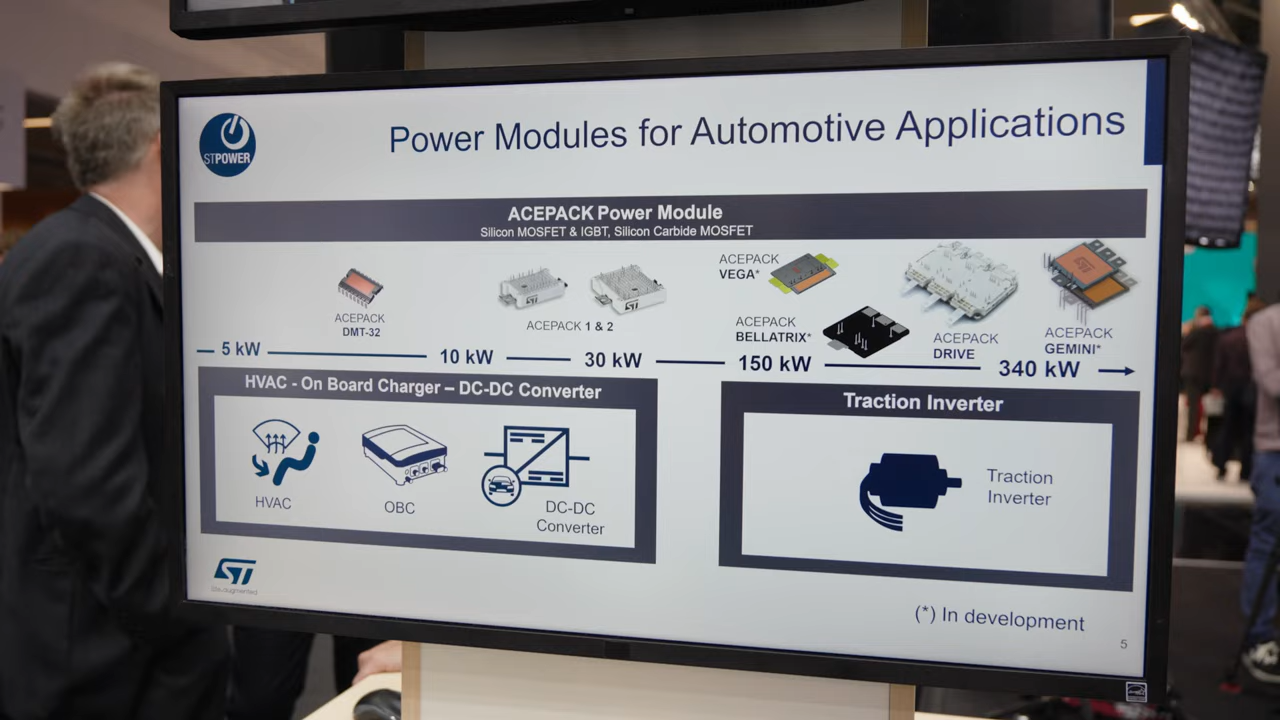 STPOWER
Power Modules for Automotive Applications
ACEPACK Power Module
Silicon MOSFET & IGBT, Silicon Carbide MOSFET
ACEPACK
DMT-32
ACEPACK 1 & 2
ACEPACK
VEGA*
ACEPACK
BELLATRIX*
ACEPACK
DRIVE
ACEPACK
GEMINI*
5 kW
10 kW
30 kW
150 kW
340 kW
HVAC - On Board Charger – DC-DC Converter
HVAC
OBC
DC-DC
Converter
Traction Inverter
Traction
Inverter
ST
life.augmented
(*) In development
5